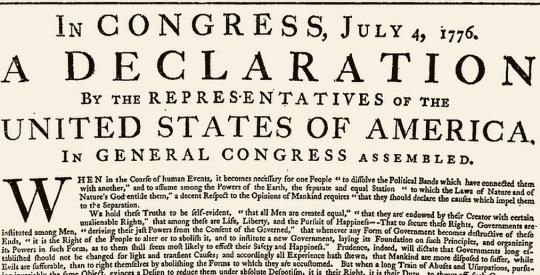 IN CONGRESS, JULY 4, 1776.
A DECLARATION
BY THE REPRESENTATIVES OF THE
UNITED STATES OF AMERICA,
IN GENERAL CONGRESS ASSEMBLED.
WHEN in the Course of human Events, it becomes necessary for one People “ to dissolve the Political Bands which have connected them
with another,” and to assume among the Powers of the Earth, the separate and equal Station “ to which the Laws of Nature and of
Nature's God entitle them,” a decent Respect to the Opinions of Mankind require “ that they should declare the causes which impel them
to the Separation.
We hold these Truths to be self-evident, “ that all Men are created equal,” “ that they are endowed by their Creator with certain
unalienable Rights,” that among these are Life, Liberty, and the Pursuit of Happiness—-That to secure these Rights, Governments are
instituted among Men, “ deriving their just Powers from the Consent of the Governed,” that whenever any Form of Government becomes destructive of these
Ends, “ it is the Right of the People to alter or to abolish it, and to institute a new Government, laying its Foundation on such Principles, and organizing
its Powers in such Form, as to them shall seem most likely to effect their Safety and Happiness.” Prudence, indeed, will dictate that Governments long es-
tablished should not be changed for light and transient Causes; and accordingly all Experience hath shewn, that Mankind are more disposed to suffer, while
Evils are sufferable, than to right themselves by abolishing the Forms to which they are accustomed. But when a long Train of Abuses and Usurpations, pursu-
the same Object, evinces a Design to reduce them under absolute Despotism, it is their Right, it is their Duty,